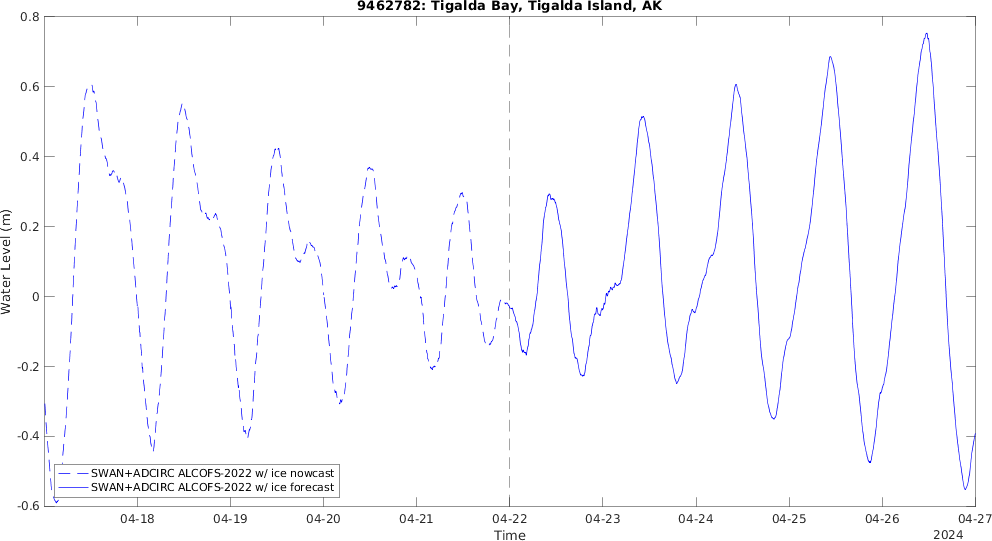 9462782: Tigalda Bay, Tigalda Island, AK
Water Level (m)
0.8
0.6
0.4
0.2
0
-0.2
-0.4
-0.6
SWAN+ADCIRC ALCOFS-2022 w/ ice nowcast
SWAN+ADCIRC ALCOFS-2022 w/ ice forecast
04-18 04-19 04-20 04-21 04-22 04-23 04-24 04-25 04-26 04-27
Time
2024